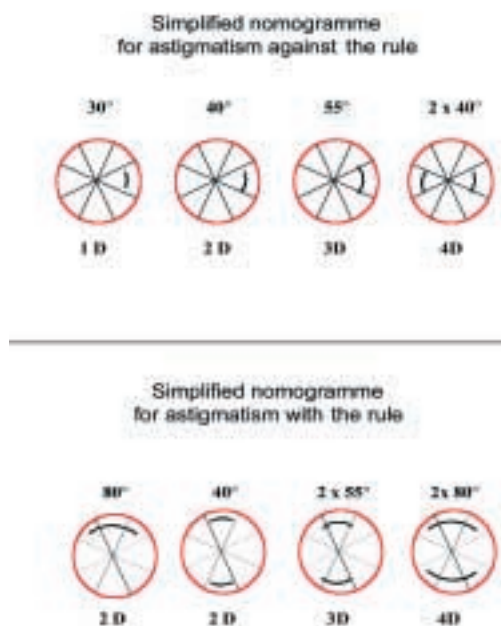 Simplified nomogramme
for astigmatism against the rule
30° 40° 55° 2 x 40°
1 D 2 D 3D 4D
Simplified nomogramme
for astigmatism with the rule
80° 40° 2 x 55° 2x 80°
2 D 2 D 3D 4D